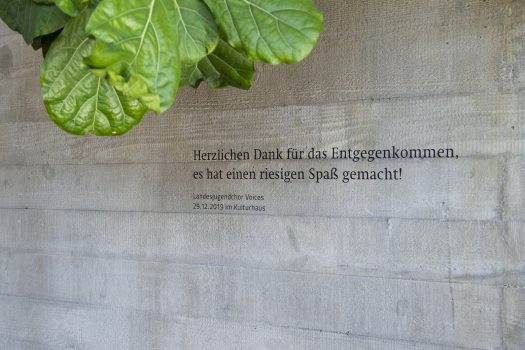 Herzlichen Dank für das Entgegenkommen,
es hat einen riesigen Spaß gemacht!
Landesjugendchor Voices
29.12.2019 im Kulturhaus